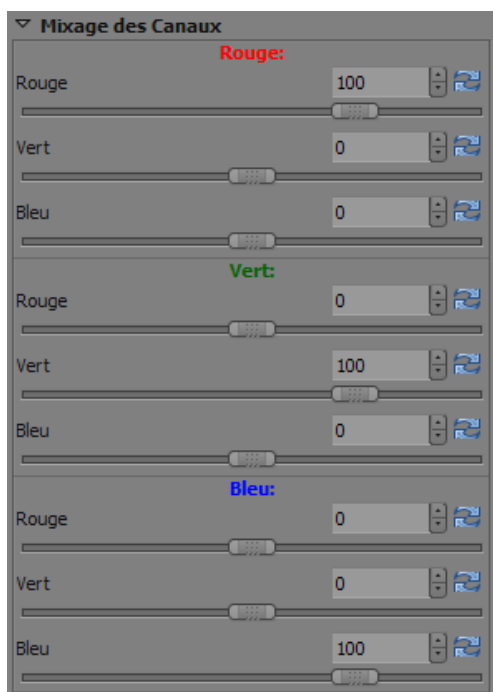 Mixage des Canaux
Rouge:
Rouge 100
Vert 0
Bleu 0
Vert:
Rouge 0
Vert 100
Bleu 0
Bleu:
Rouge 0
Vert 0
Bleu 100